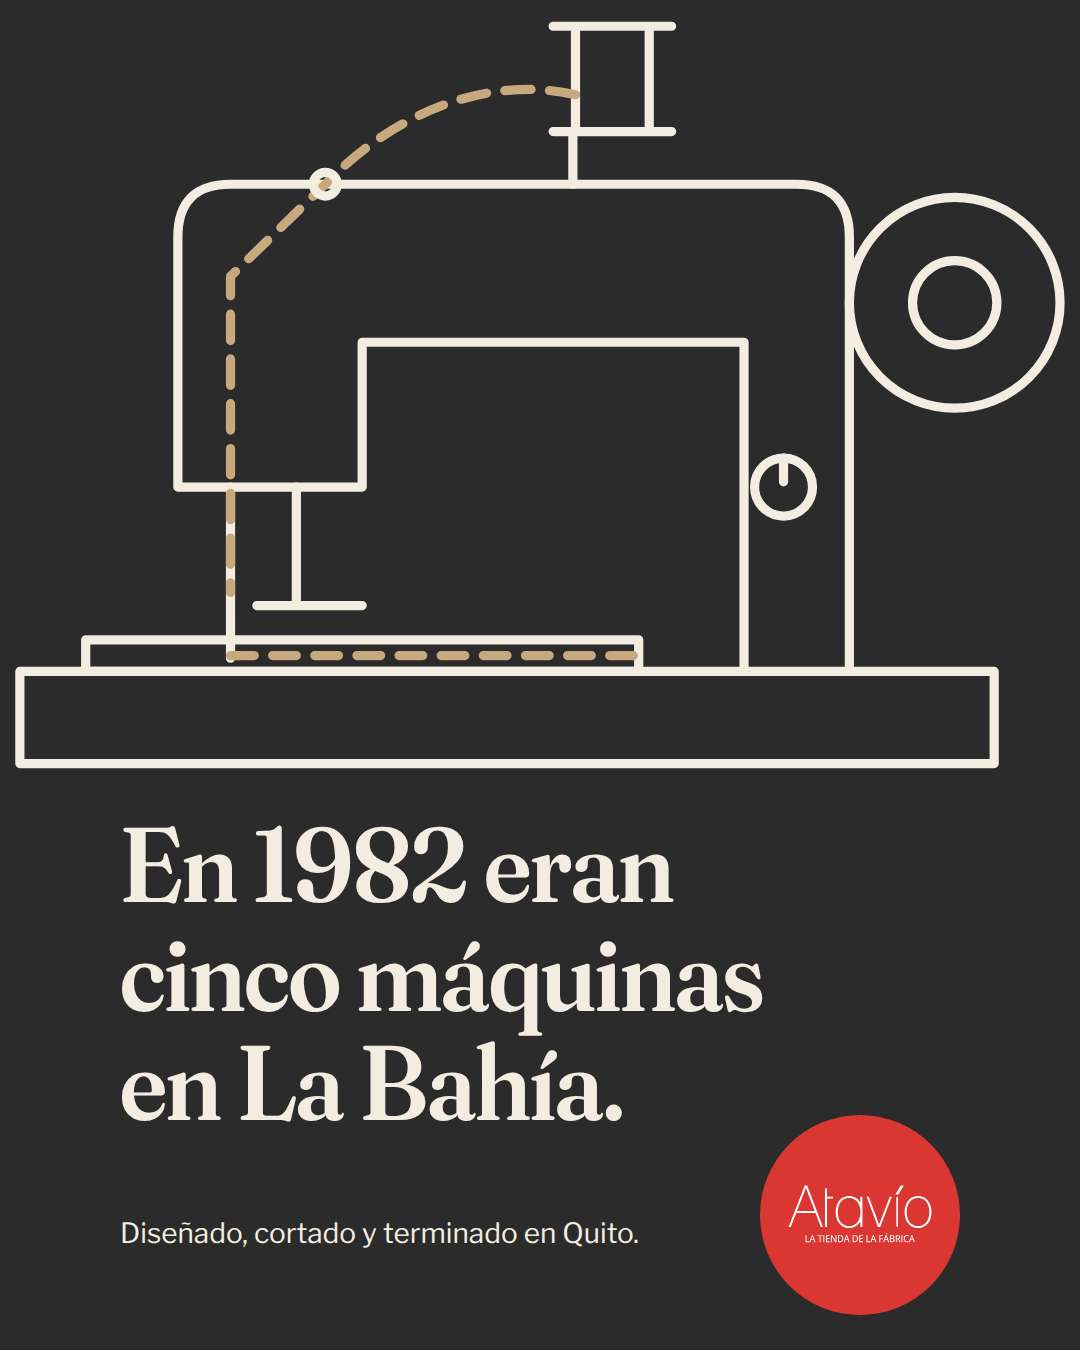 En 1982 eran
cinco máquinas
en La Bahía.
Diseñado, cortado y terminado en Quito.
Atavío
LA TIENDA DE LA FÁBRICA